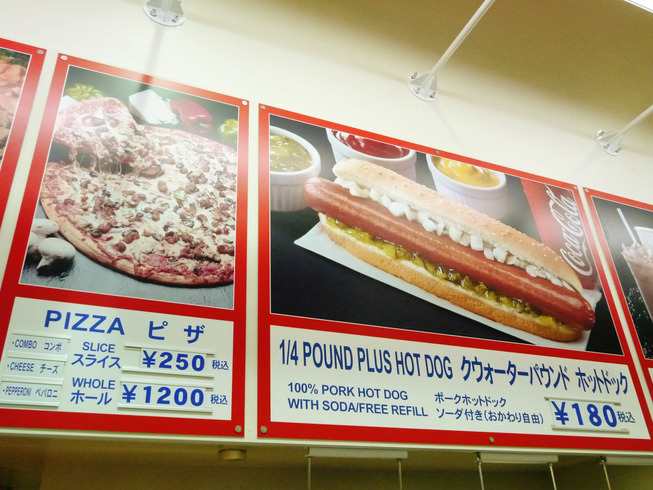 PIZZA ピザ
・COMBO コンボ
・CHEESE チーズ
・PEPPERONI ペパロニ
SLICE
スライス
¥250 税込
WHOLE
ホール
¥1200 税込
Coca-Cola
1/4 POUND PLUS HOT DOG クウォーターパウンド ホットドック
100% PORK HOT DOG
WITH SODA/FREE REFILL
ポークホットドック
ソーダ付き(おかわり自由)
¥180 税込